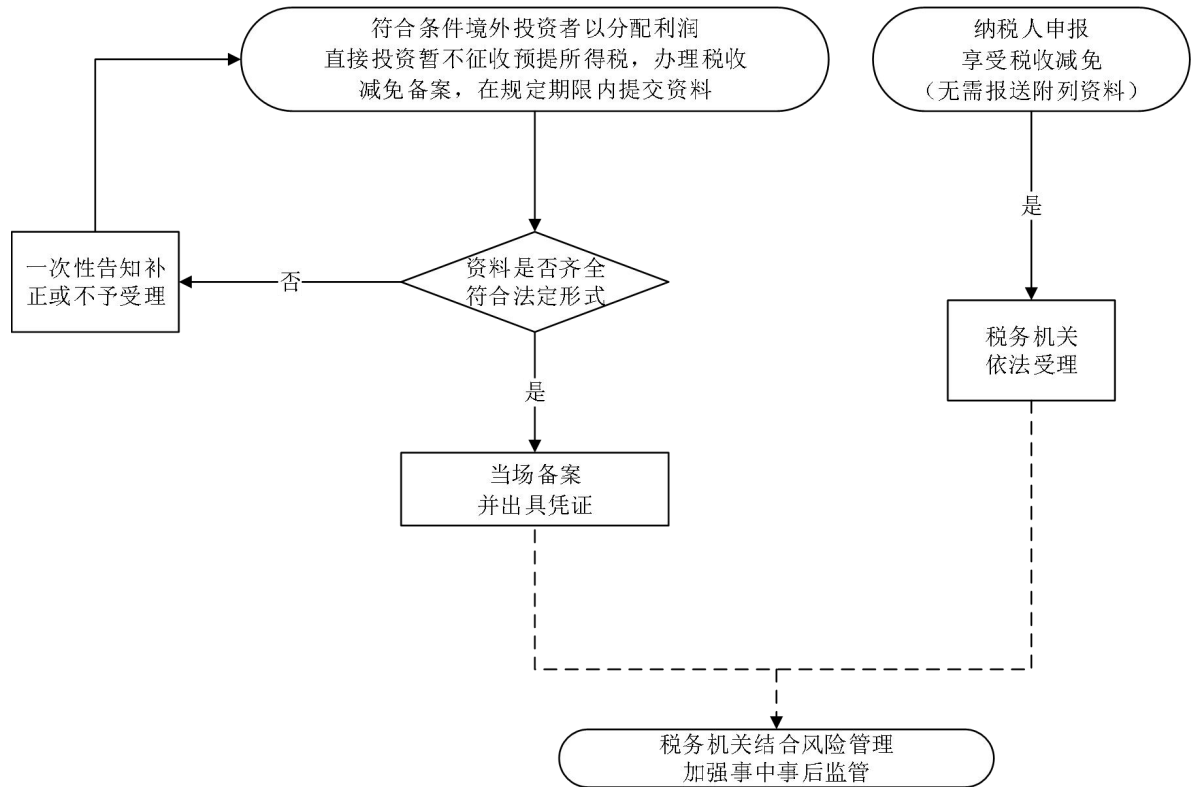 符合条件境外投资者以分配利润
直接投资暂不征收预提所得税，办理税收
减免备案，在规定期限内提交资料
纳税人申报
享受税收减免
（无需报送附列资料）
是
一次性告知补
正或不予受理
否
资料是否齐全
符合法定形式
税务机关
依法受理
是
当场备案
并出具凭证
税务机关结合风险管理
加强事中事后监管